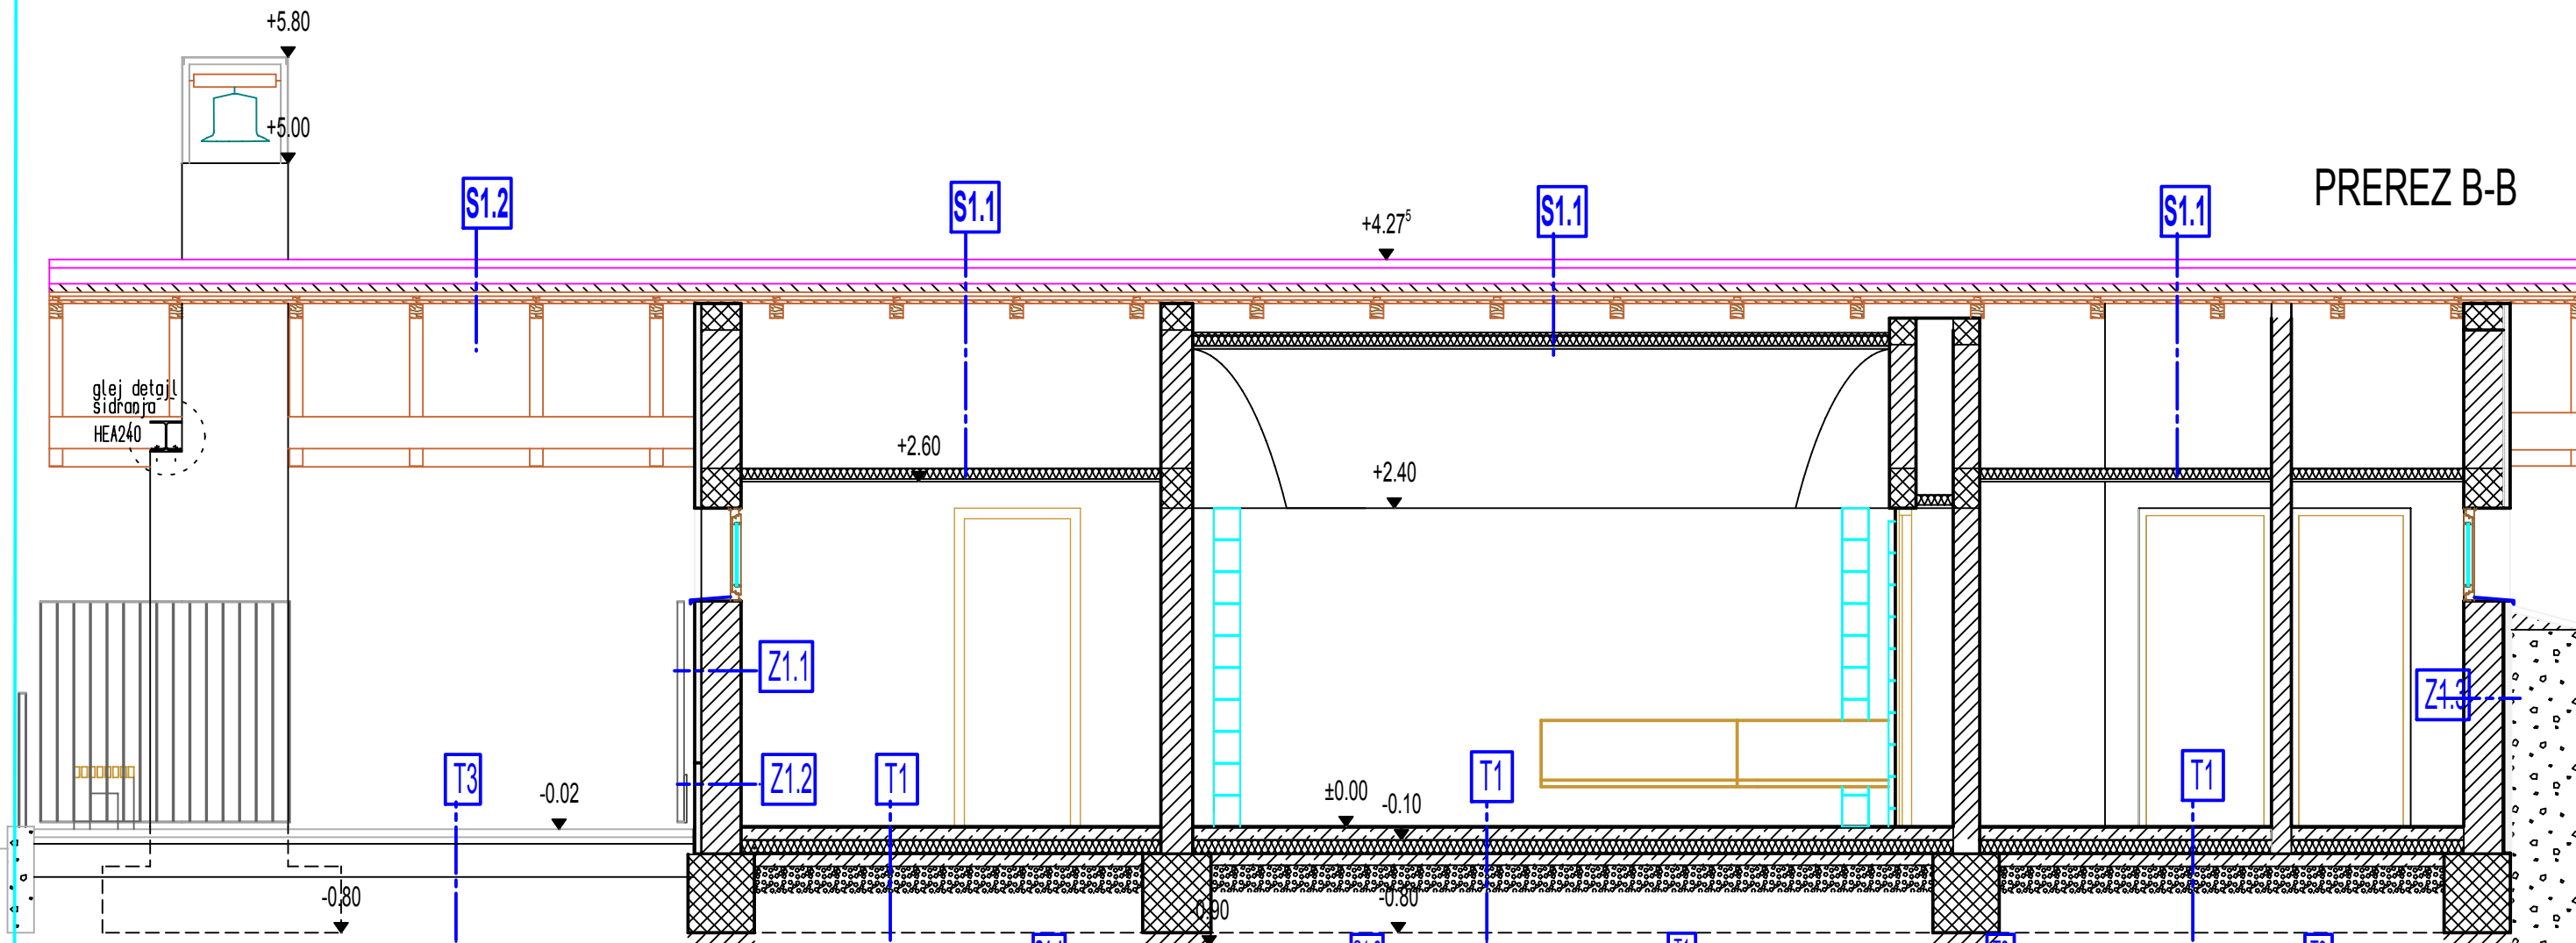 +5.80
+5.00
PREREZ B-B
S1.2
S1.1
S1.1
S1.1
+4.27⁵
glej detajl
sidranja
HEA240
+2.60
+2.40
Z1.1
Z1.3
Z1.2
T3
T1
T1
T1
-0.02
±0.00
-0.10
-0.80
-0.80